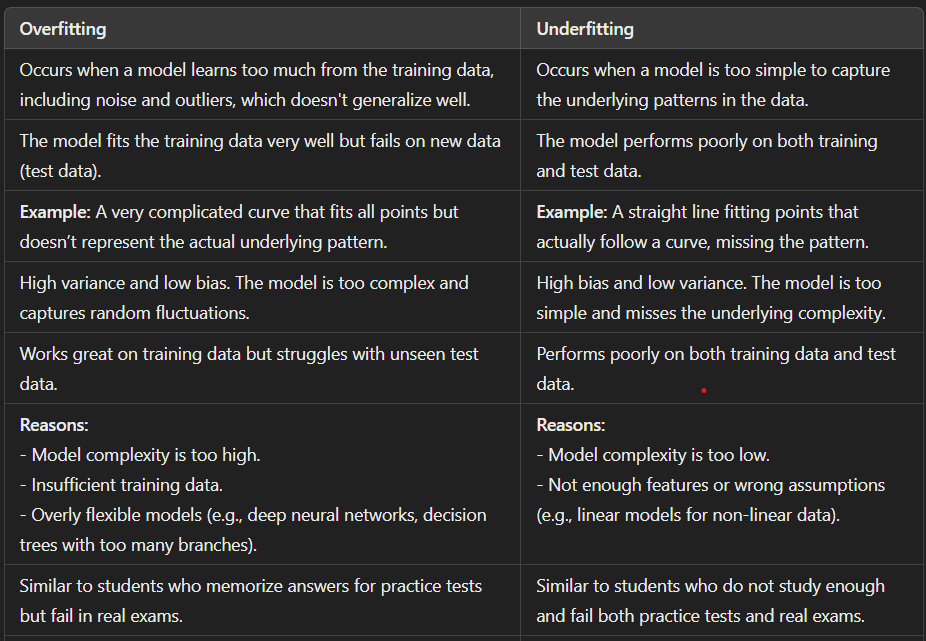 Overfitting
Underfitting
Occurs when a model learns too much from the training data,
including noise and outliers, which doesn't generalize well.
Occurs when a model is too simple to capture
the underlying patterns in the data.
The model fits the training data very well but fails on new data
(test data).
The model performs poorly on both training
and test data.
Example: A very complicated curve that fits all points but
doesn’t represent the actual underlying pattern.
Example: A straight line fitting points that
actually follow a curve, missing the pattern.
High variance and low bias. The model is too complex and
captures random fluctuations.
High bias and low variance. The model is too
simple and misses the underlying complexity.
Works great on training data but struggles with unseen test
data.
Performs poorly on both training data and test
data.
Reasons:
- Model complexity is too high.
- Insufficient training data.
- Overly flexible models (e.g., deep neural networks, decision
trees with too many branches).
Reasons:
- Model complexity is too low.
- Not enough features or wrong assumptions
(e.g., linear models for non-linear data).
Similar to students who memorize answers for practice tests
but fail in real exams.
Similar to students who do not study enough
and fail both practice tests and real exams.